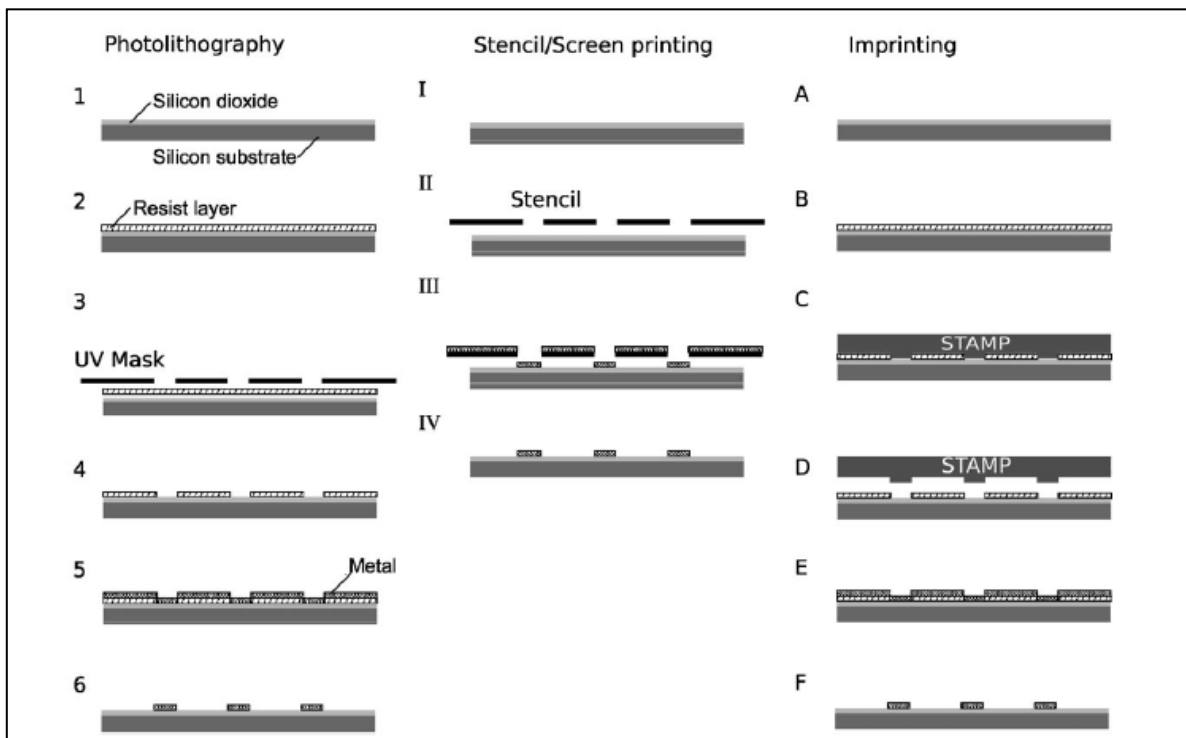 Photolithography
1
Silicon dioxide
Silicon substrate
2
Resist layer
3
UV Mask
4
5
Metal
6
Stencil/Screen printing
I
II
Stencil
III
IV
Imprinting
A
B
C
STAMP
D
STAMP
E
F